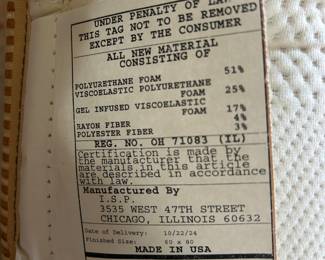 UNDER PENALTY OF LAW
THIS TAG NOT TO BE REMOVED
EXCEPT BY THE CONSUMER
ALL NEW MATERIAL
CONSISTING OF
POLYURETHANE FOAM 51%
VISCOELASTIC POLYURETHANE
FOAM 25%
GEL INFUSED VISCOELASTIC
FOAM 17%
RAYON FIBER 4%
POLYESTER FIBER 3%
REG. NO. OH 71083 (IL)
Certification is made by
the manufacturer that the
materials in this article
are described in accordance
with law.
Manufactured By
I.S.P.
3535 WEST 47TH STREET
CHICAGO, ILLINOIS 60632
Date of Delivery: 10/22/24
Finished Size: 60 x 80
MADE IN USA